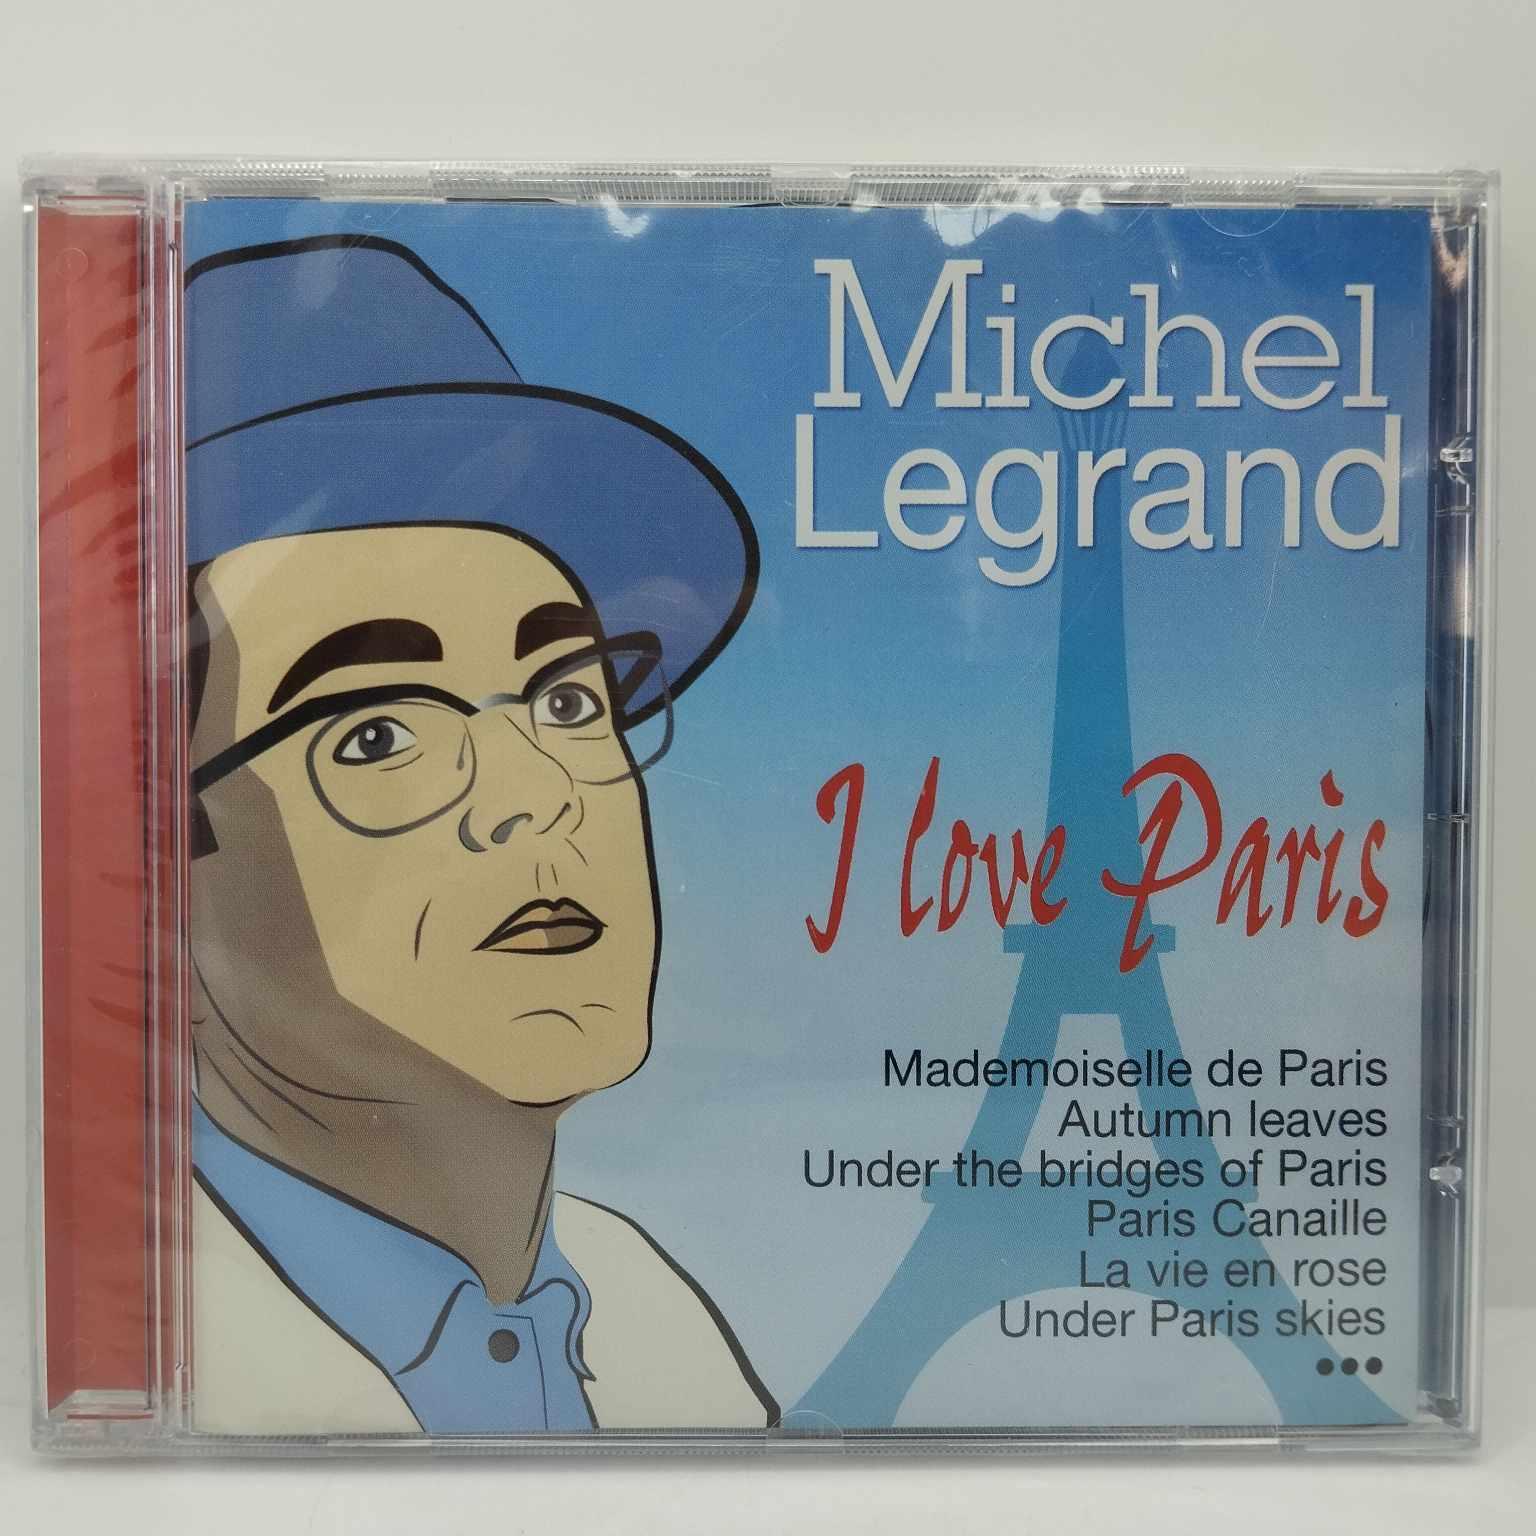 Michel
Legrand
I love Paris
Mademoiselle de Paris
Autumn leaves
Under the bridges of Paris
Paris Canaille
La vie en rose
Under Paris skies
•••